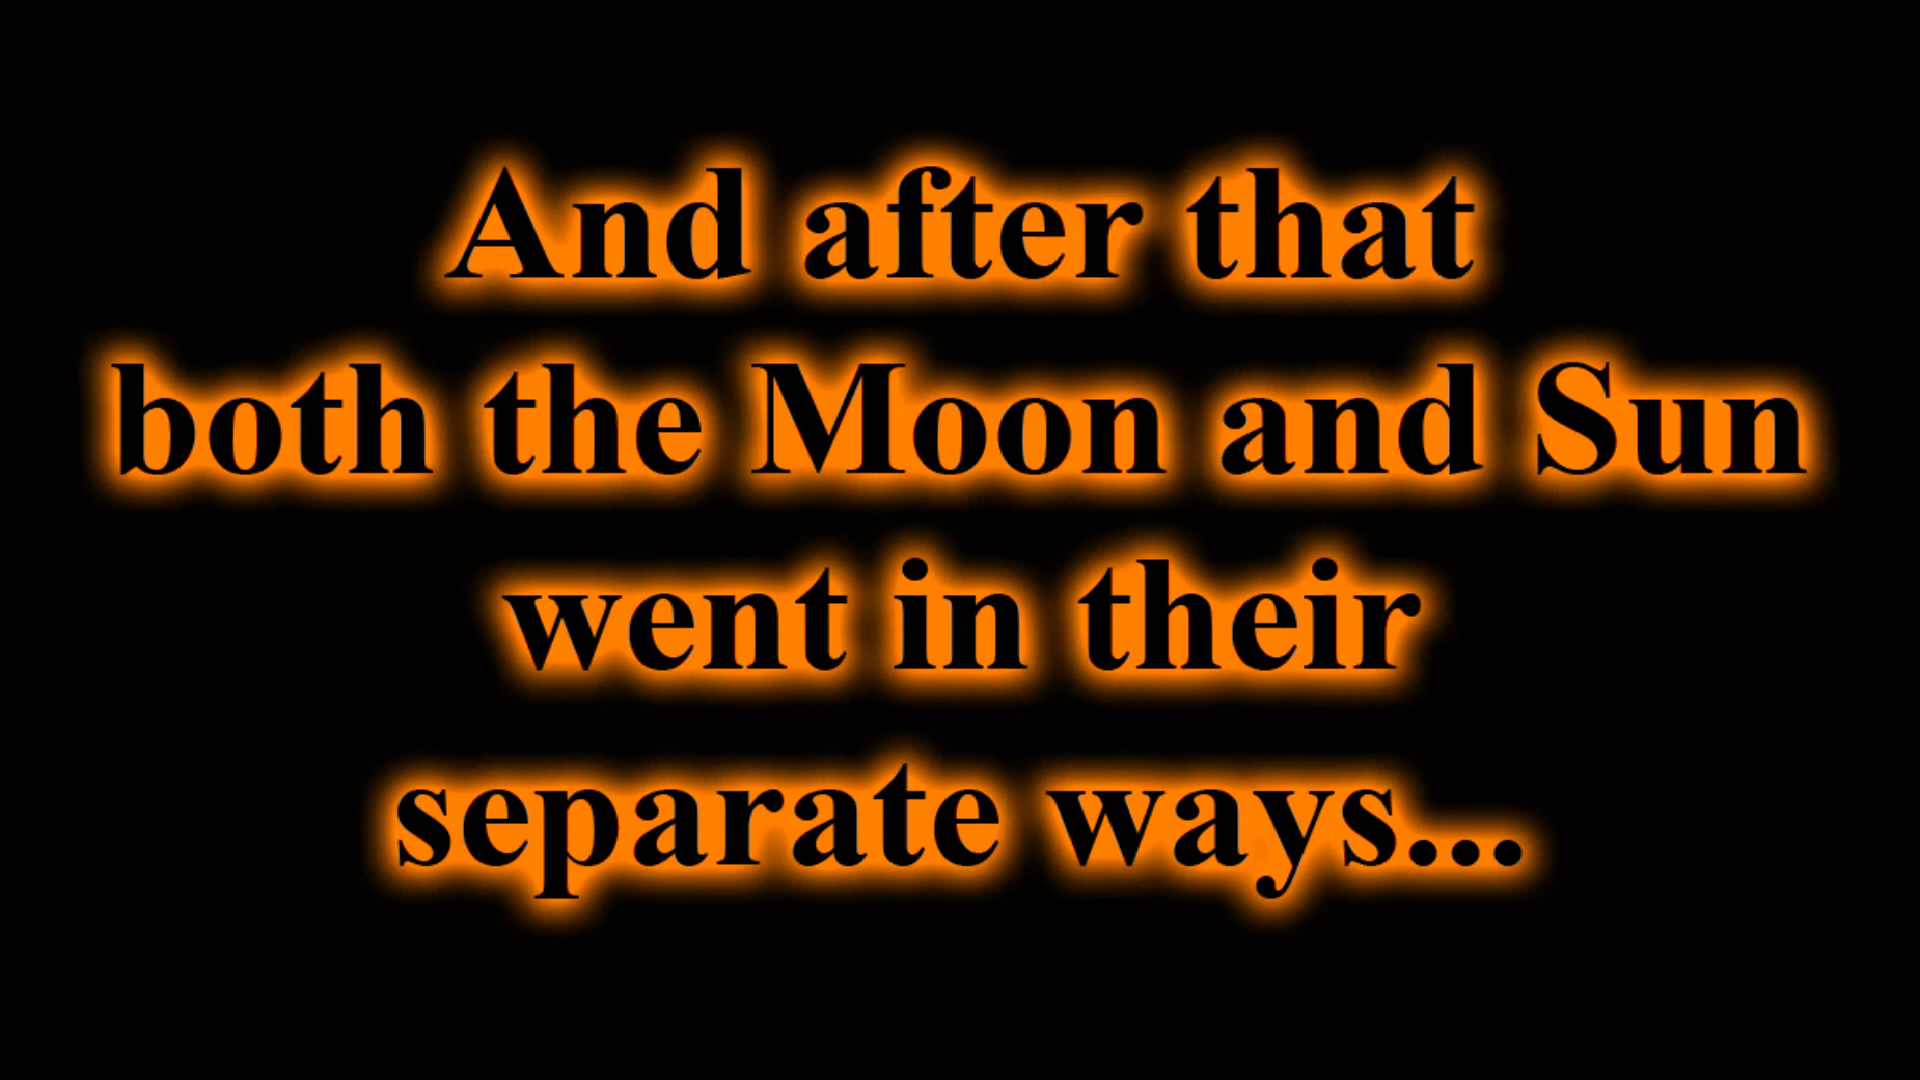 And after that
both the Moon and Sun
went in their
separate ways...